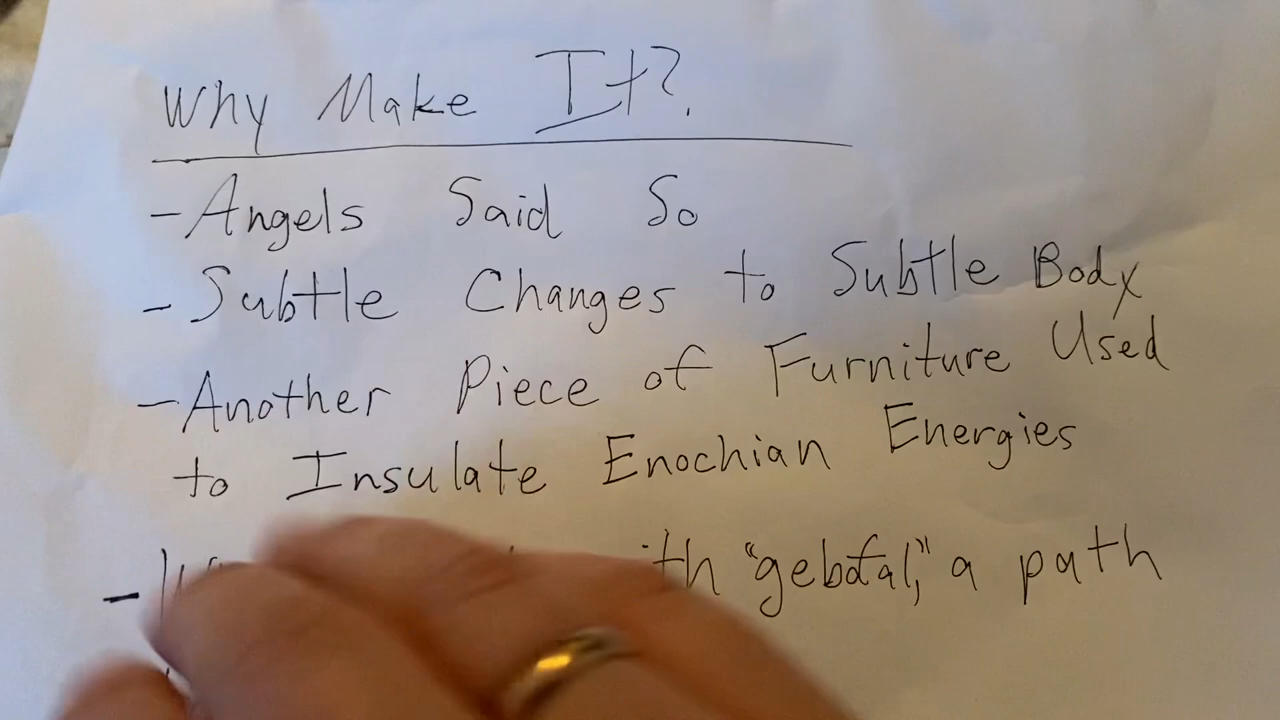 Why Make It?
- Angels Said So
- Subtle Changes to Subtle Body
- Another Piece of Furniture Used
to Insulate Enochian Energies
- "gebofal," a path